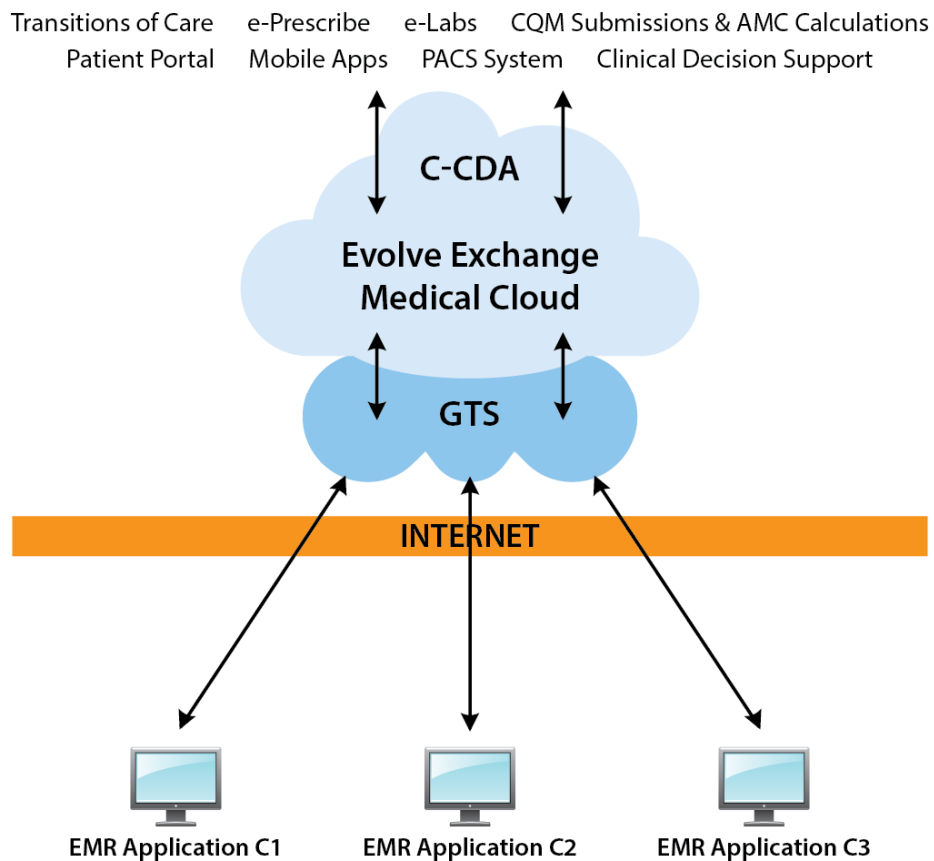 Transitions of Care e-Prescribe e-Labs CQM Submissions & AMC Calculations
Patient Portal Mobile Apps PACS System Clinical Decision Support
C-CDA
Evolve Exchange
Medical Cloud
GTS
INTERNET
EMR Application C1 EMR Application C2 EMR Application C3